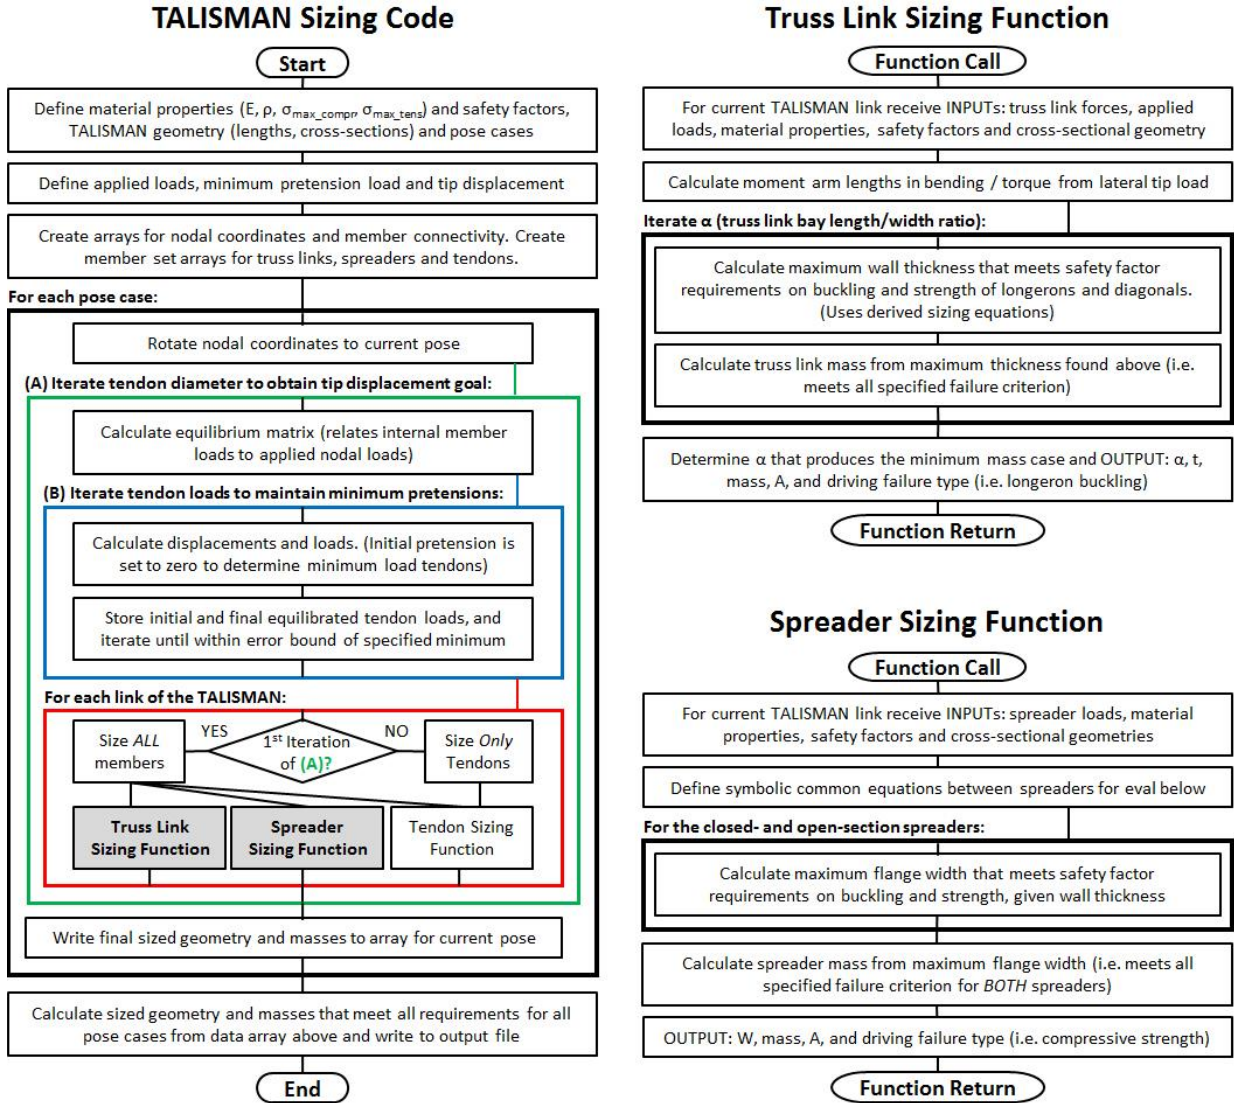 TALISMAN Sizing Code
Start
Define material properties (E, ρ, σmax_compr, σmax_tens) and safety factors,
TALISMAN geometry (lengths, cross-sections) and pose cases
Define applied loads, minimum pretension load and tip displacement
Create arrays for nodal coordinates and member connectivity. Create
member set arrays for truss links, spreaders and tendons.
For each pose case:
Rotate nodal coordinates to current pose
(A) Iterate tendon diameter to obtain tip displacement goal:
Calculate equilibrium matrix (relates internal member
loads to applied nodal loads)
(B) Iterate tendon loads to maintain minimum pretensions:
Calculate displacements and loads. (Initial pretension is
set to zero to determine minimum load tendons)
Store initial and final equilibrated tendon loads, and
iterate until within error bound of specified minimum
For each link of the TALISMAN:
Size ALL
members
YES
1st Iteration
of (A)?
NO
Size Only
Tendons
Truss Link
Sizing Function
Spreader
Sizing Function
Tendon Sizing
Function
Write final sized geometry and masses to array for current pose
Calculate sized geometry and masses that meet all requirements for all
pose cases from data array above and write to output file
End
Truss Link Sizing Function
Function Call
For current TALISMAN link receive INPUTs: truss link forces, applied
loads, material properties, safety factors and cross-sectional geometry
Calculate moment arm lengths in bending / torque from lateral tip load
Iterate α (truss link bay length/width ratio):
Calculate maximum wall thickness that meets safety factor
requirements on buckling and strength of longerons and diagonals.
(Uses derived sizing equations)
Calculate truss link mass from maximum thickness found above (i.e.
meets all specified failure criterion)
Determine α that produces the minimum mass case and OUTPUT: α, t,
mass, A, and driving failure type (i.e. longeron buckling)
Function Return
Spreader Sizing Function
Function Call
For current TALISMAN link receive INPUTs: spreader loads, material
properties, safety factors and cross-sectional geometries
Define symbolic common equations between spreaders for eval below
For the closed- and open-section spreaders:
Calculate maximum flange width that meets safety factor
requirements on buckling and strength, given wall thickness
Calculate spreader mass from maximum flange width (i.e. meets all
specified failure criterion for BOTH spreaders)
OUTPUT: W, mass, A, and driving failure type (i.e. compressive strength)
Function Return